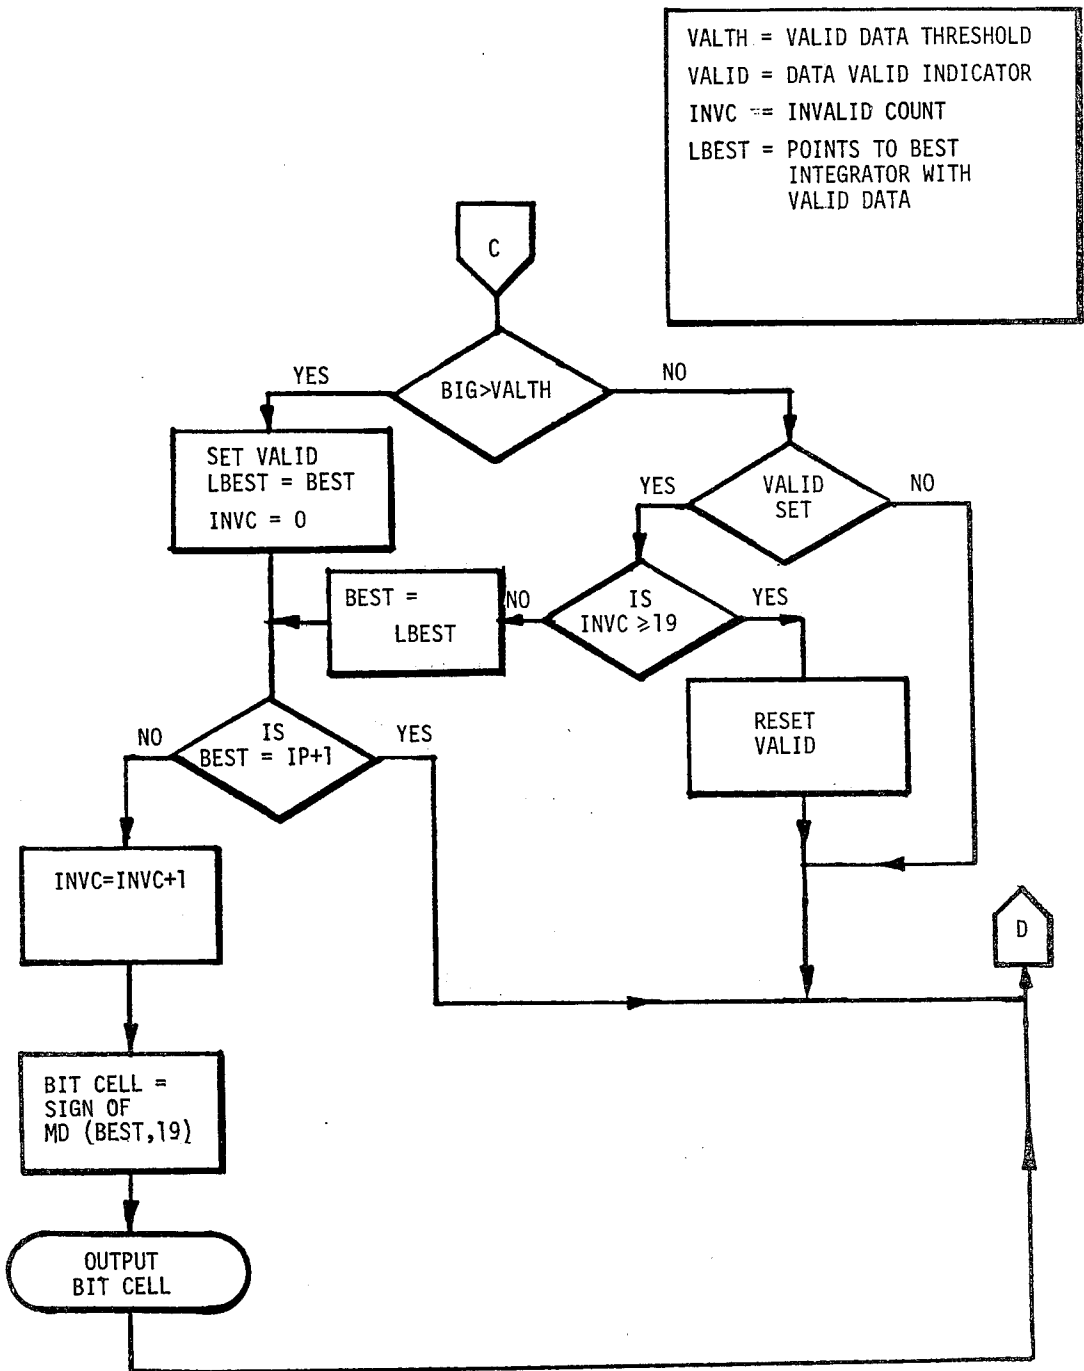 VALTH = VALID DATA THRESHOLD
VALID = DATA VALID INDICATOR
INVC = INVALID COUNT
LBEST = POINTS TO BEST
INTEGRATOR WITH
VALID DATA
C
BIG>VALTH
YES
NO
SET VALID
LBEST = BEST
INVC = 0
VALID
SET
YES
NO
IS
INVC ≥19
NO
YES
BEST =
LBEST
RESET
VALID
IS
BEST = IP+1
NO
YES
INVC=INVC+1
D
BIT CELL =
SIGN OF
MD (BEST,19)
OUTPUT
BIT CELL